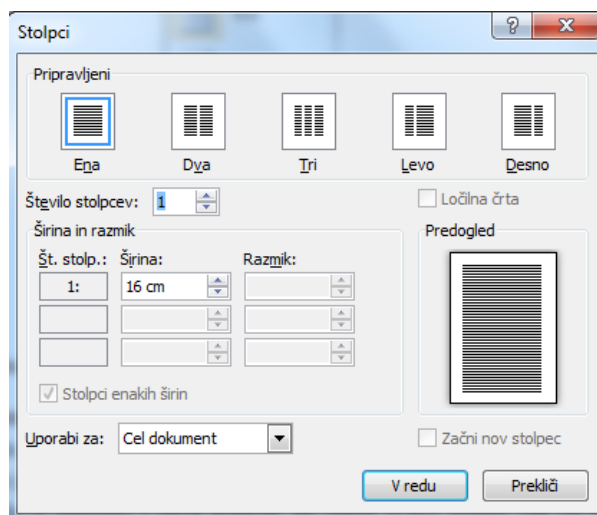 Stolpci
Pripravljeni
Ena Dva Tri Levo Desno
Število stolpcev: 1 Ločilna črta
Širina in razmik Predogled
Št. stolp.: Širina: Razmik:
1: 16 cm
Stolpci enakih širin
Uporabi za: Cel dokument Začni nov stolpec
V redu Prekliči